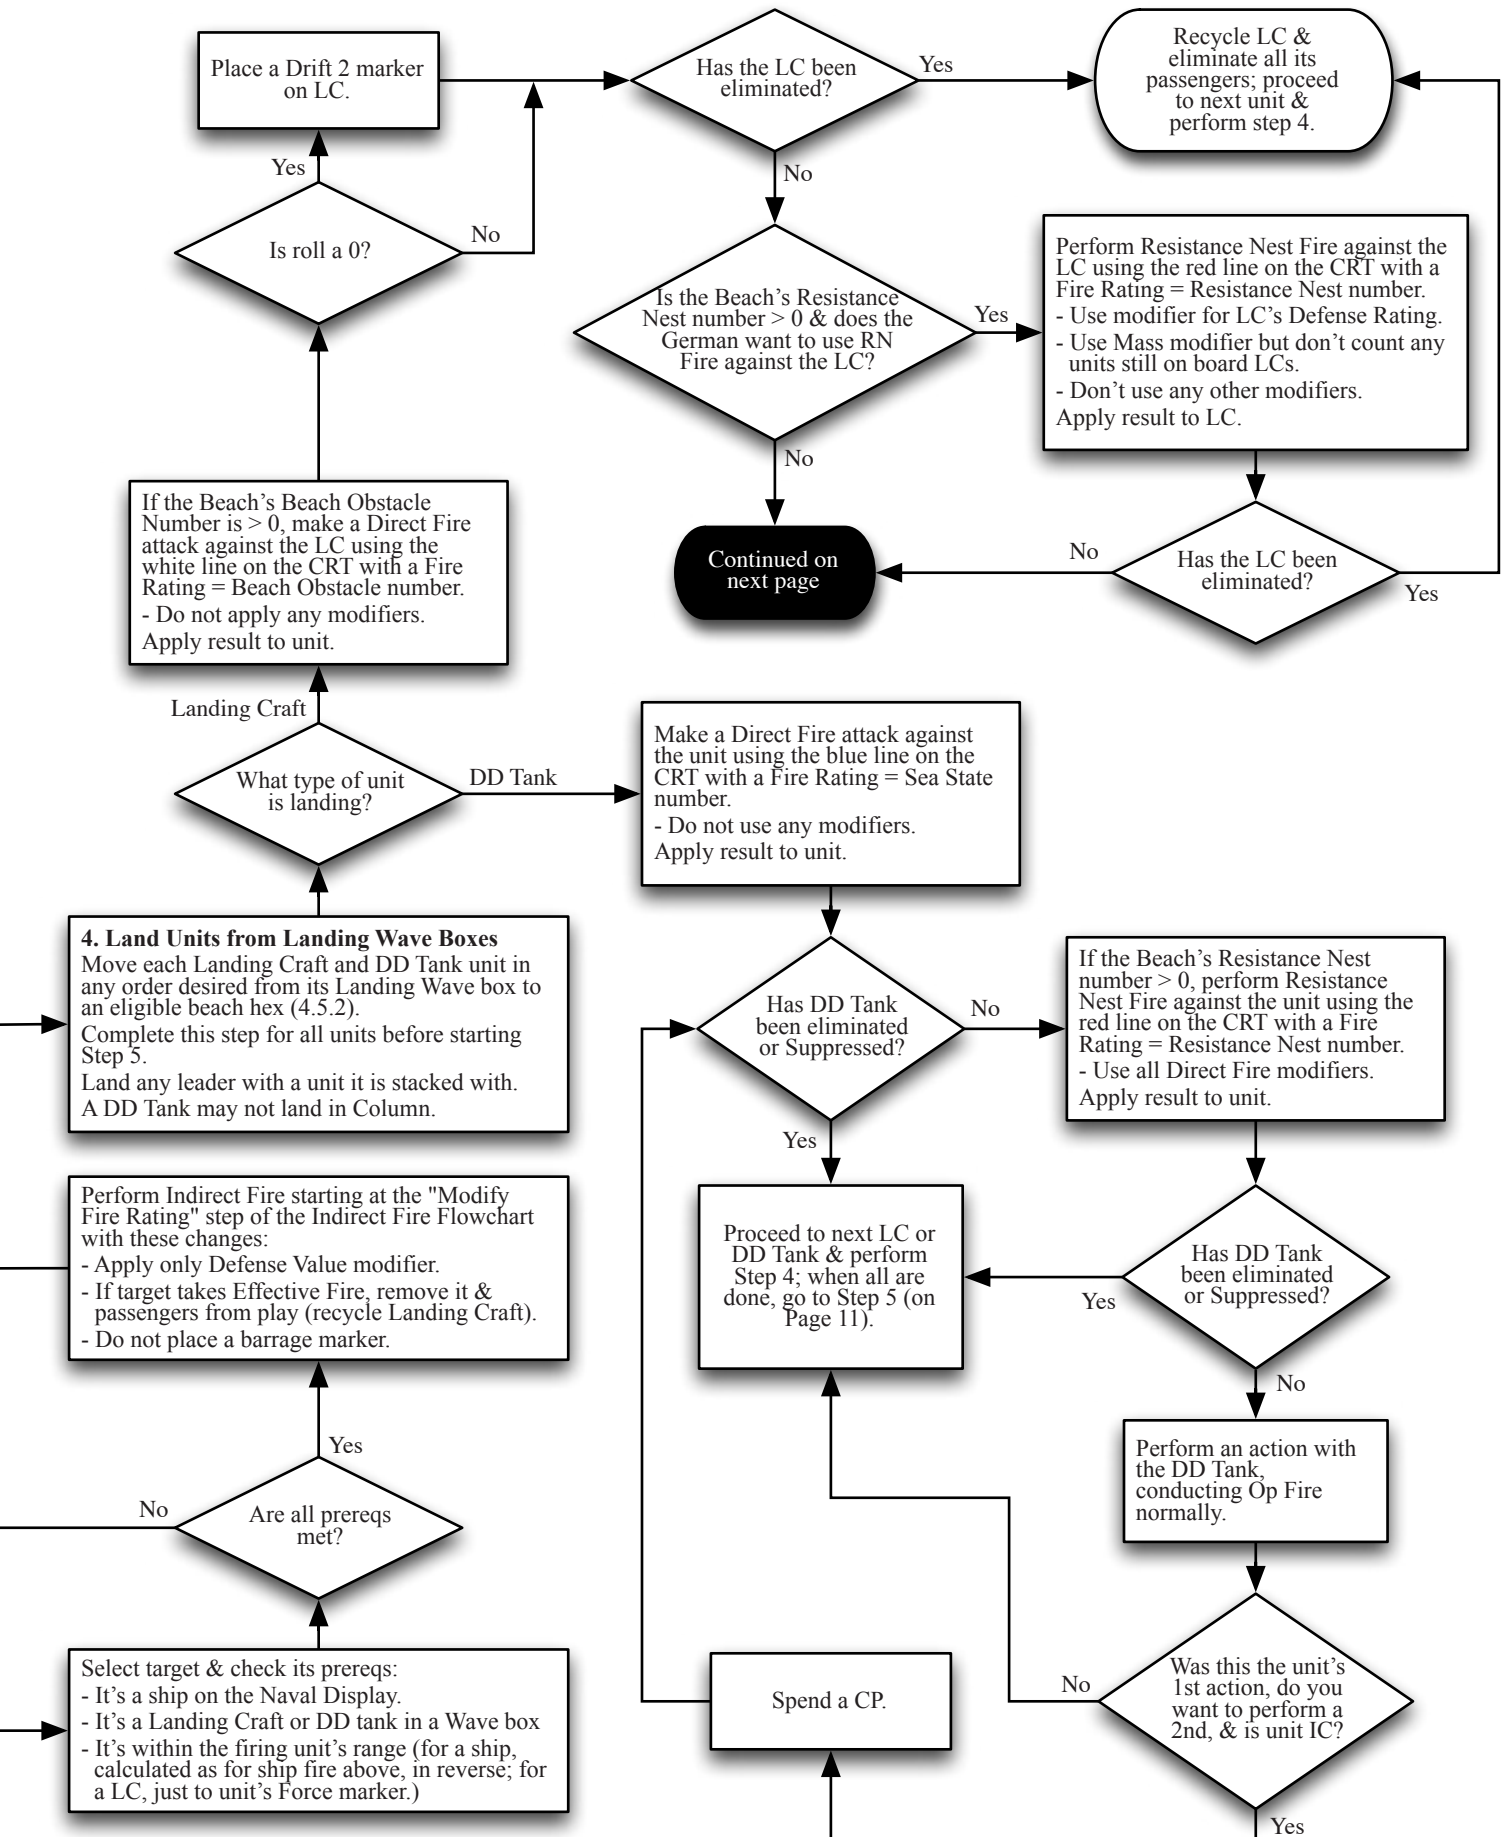 Place a Drift 2 marker
on LC.
Has the LC been
eliminated?
Yes
Recycle LC &
eliminate all its
passengers; proceed
to next unit &
perform step 4.
Yes
No
Is roll a 0?
No
Is the Beach's Resistance
Nest number > 0 & does the
German want to use RN
Fire against the LC?
Yes
Perform Resistance Nest Fire against the
LC using the red line on the CRT with a
Fire Rating = Resistance Nest number.
- Use modifier for LC's Defense Rating.
- Use Mass modifier but don't count any
units still on board LCs.
- Don't use any other modifiers.
Apply result to LC.
No
If the Beach's Beach Obstacle
Number is > 0, make a Direct Fire
attack against the LC using the
white line on the CRT with a Fire
Rating = Beach Obstacle number.
- Do not apply any modifiers.
Apply result to unit.
Continued on
next page
No
Has the LC been
eliminated?
Yes
Landing Craft
What type of unit
is landing?
DD Tank
Make a Direct Fire attack against
the unit using the blue line on the
CRT with a Fire Rating = Sea State
number.
- Do not use any modifiers.
Apply result to unit.
4. Land Units from Landing Wave Boxes
Move each Landing Craft and DD Tank unit in
any order desired from its Landing Wave box to
an eligible beach hex (4.5.2).
Complete this step for all units before starting
Step 5.
Land any leader with a unit it is stacked with.
A DD Tank may not land in Column.
Has DD Tank
been eliminated
or Suppressed?
No
If the Beach's Resistance Nest
number > 0, perform Resistance
Nest Fire against the unit using the
red line on the CRT with a Fire
Rating = Resistance Nest number.
- Use all Direct Fire modifiers.
Apply result to unit.
Yes
Perform Indirect Fire starting at the "Modify
Fire Rating" step of the Indirect Fire Flowchart
with these changes:
- Apply only Defense Value modifier.
- If target takes Effective Fire, remove it &
passengers from play (recycle Landing Craft).
- Do not place a barrage marker.
Proceed to next LC or
DD Tank & perform
Step 4; when all are
done, go to Step 5 (on
Page 11).
Has DD Tank
been eliminated
or Suppressed?
Yes
No
Yes
No
Are all prereqs
met?
Perform an action with
the DD Tank,
conducting Op Fire
normally.
Select target & check its prereqs:
- It's a ship on the Naval Display.
- It's a Landing Craft or DD tank in a Wave box
- It's within the firing unit's range (for a ship,
calculated as for ship fire above, in reverse; for
a LC, just to unit's Force marker.)
Spend a CP.
No
Was this the unit's
1st action, do you
want to perform a
2nd, & is unit IC?
Yes